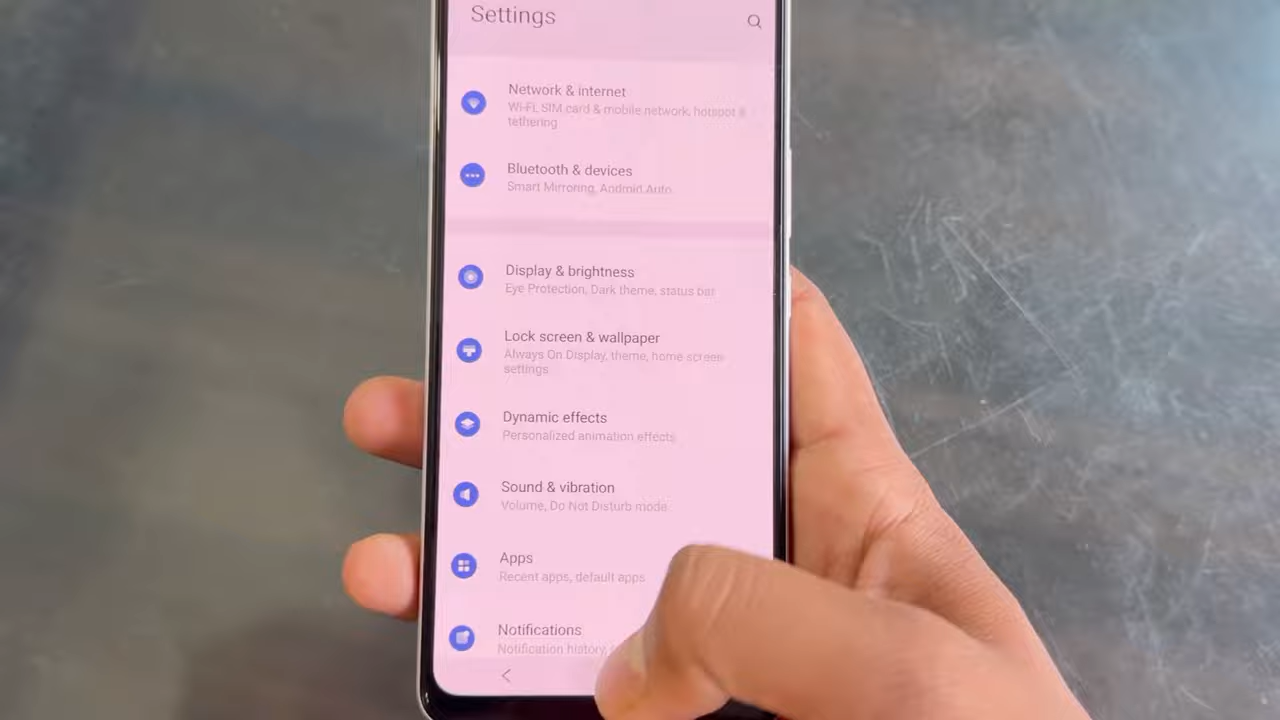 Settings
Network & internet
Wi-Fi, SIM card & mobile network, hotspot &
tethering
Bluetooth & devices
Smart Mirroring, Android Auto
Display & brightness
Eye Protection, Dark theme, status bar
Lock screen & wallpaper
Always On Display, theme, home screen
settings
Dynamic effects
Personalized animation effects
Sound & vibration
Volume, Do Not Disturb mode
Apps
Recent apps, default apps
Notifications
Notification history,